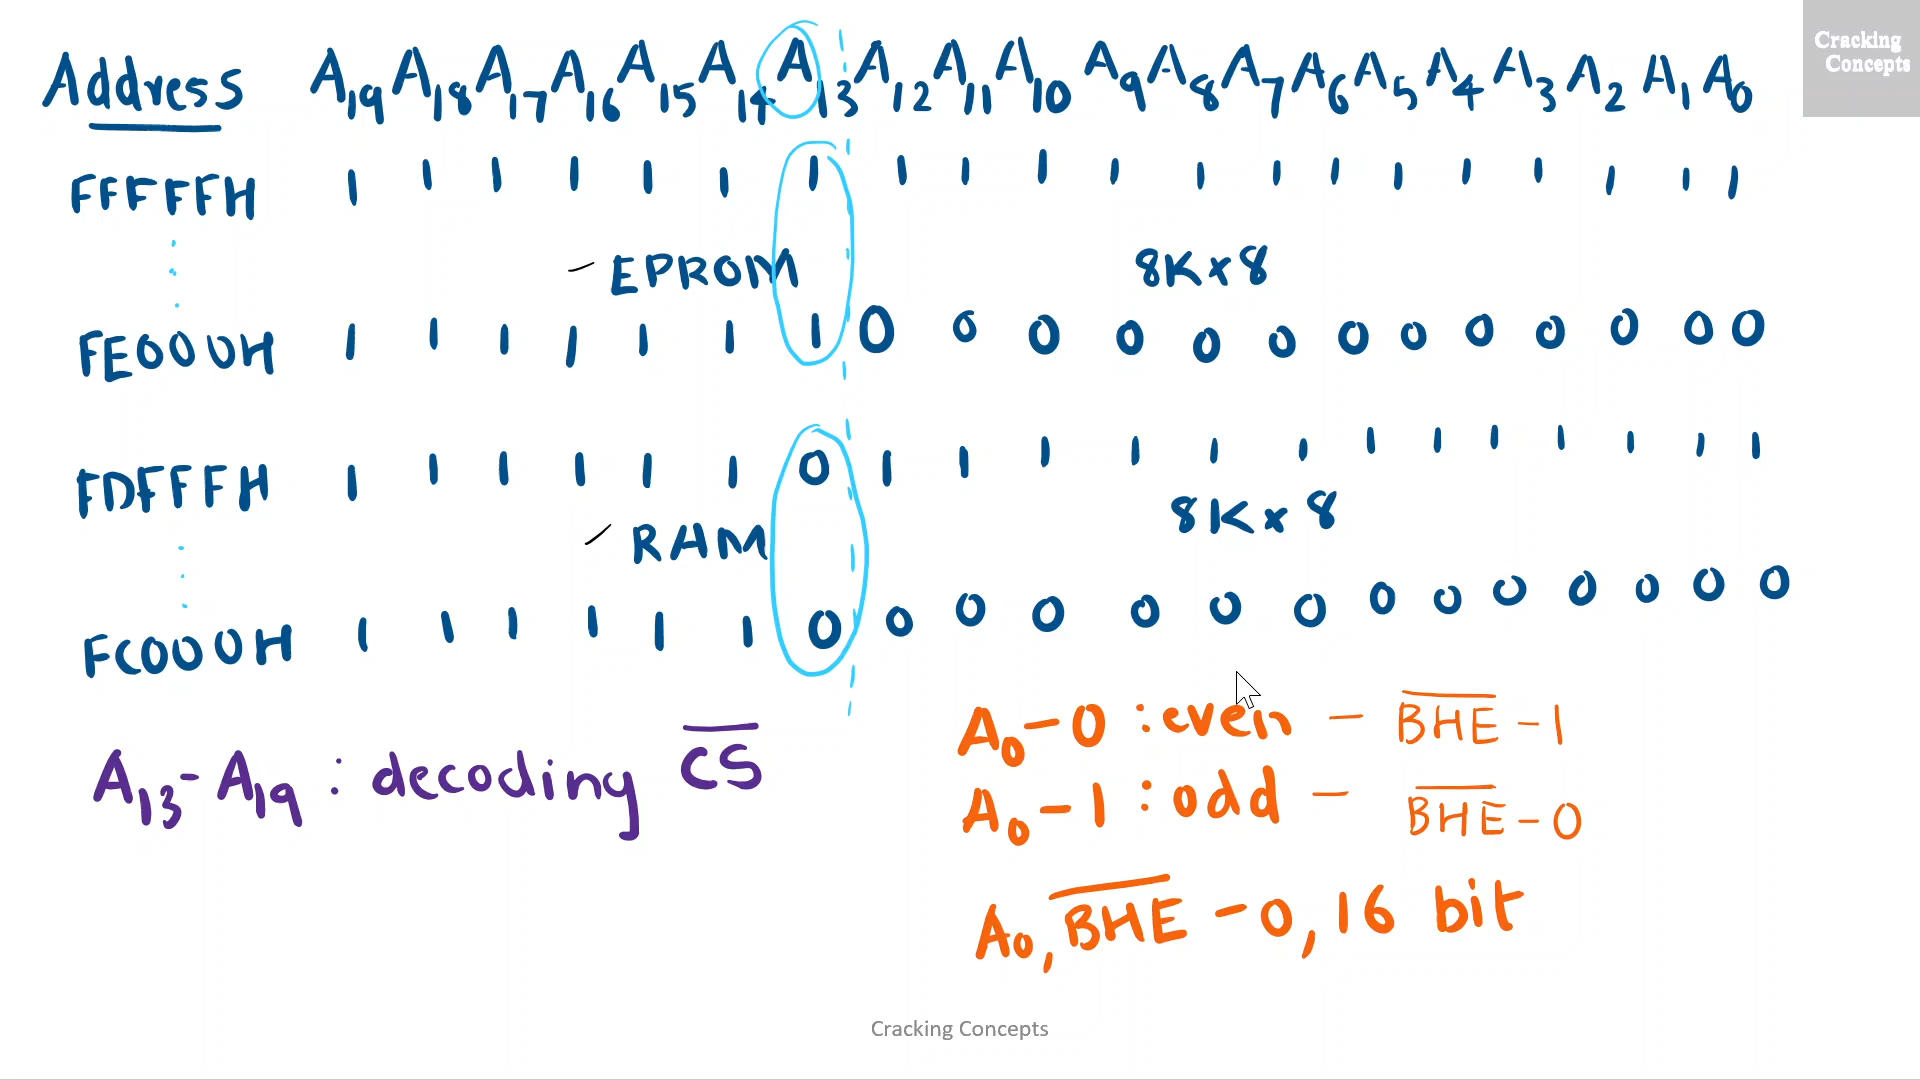 Cracking Concepts
Address A19 A18 A17 A16 A15 A14 A13 A12 A11 A10 A9 A8 A7 A6 A5 A4 A3 A2 A1 A0
FFFFFH 1 1 1 1 1 1 1 1 1 1 1 1 1 1 1 1 1 1 1 1
- EPROM 8K x 8
FE000H 1 1 1 1 1 1 1 0 0 0 0 0 0 0 0 0 0 0 0 0
FDFFFH 1 1 1 1 1 1 0 1 1 1 1 1 1 1 1 1 1 1 1 1
- RAM 8K x 8
FC000H 1 1 1 1 1 1 0 0 0 0 0 0 0 0 0 0 0 0 0 0
A13 - A19 : decoding C̅S̅
A0 - 0 : even - B̅H̅E̅ - 1
A0 - 1 : odd - B̅H̅E̅ - 0
A0, B̅H̅E̅ - 0, 16 bit
Cracking Concepts